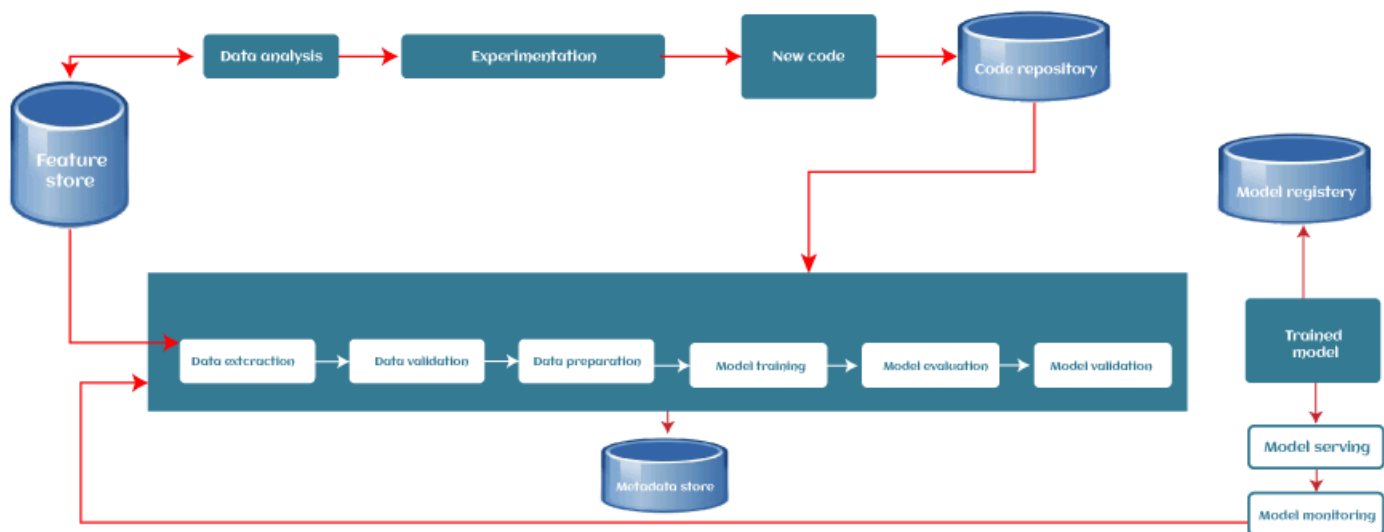 Data analysis
Experimentation
New code
Code repository
Feature
store
Model registery
Data extcraction
Data validation
Data preparation
Model training
Model evaluation
Model validation
Trained
model
Metadata store
Model serving
Model monitoring